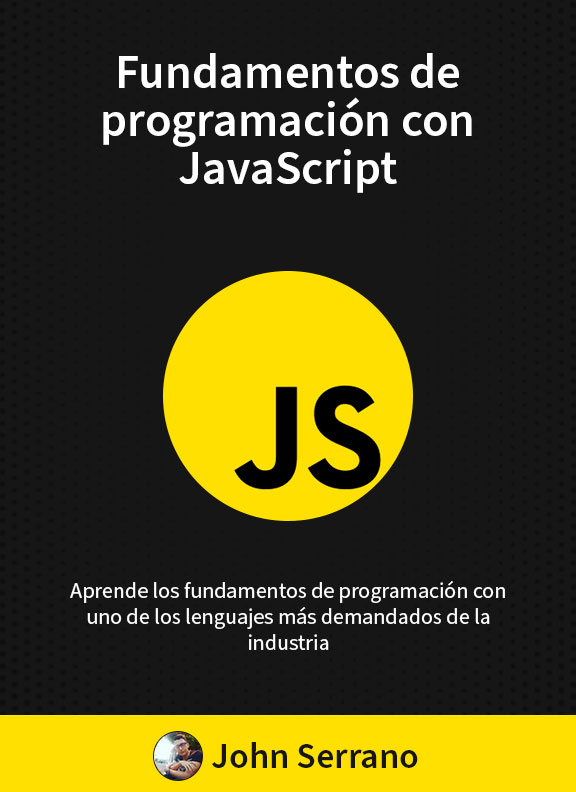 Fundamentos de
programación con
JavaScript
JS
Aprende los fundamentos de programación con
uno de los lenguajes más demandados de la
industria
John Serrano